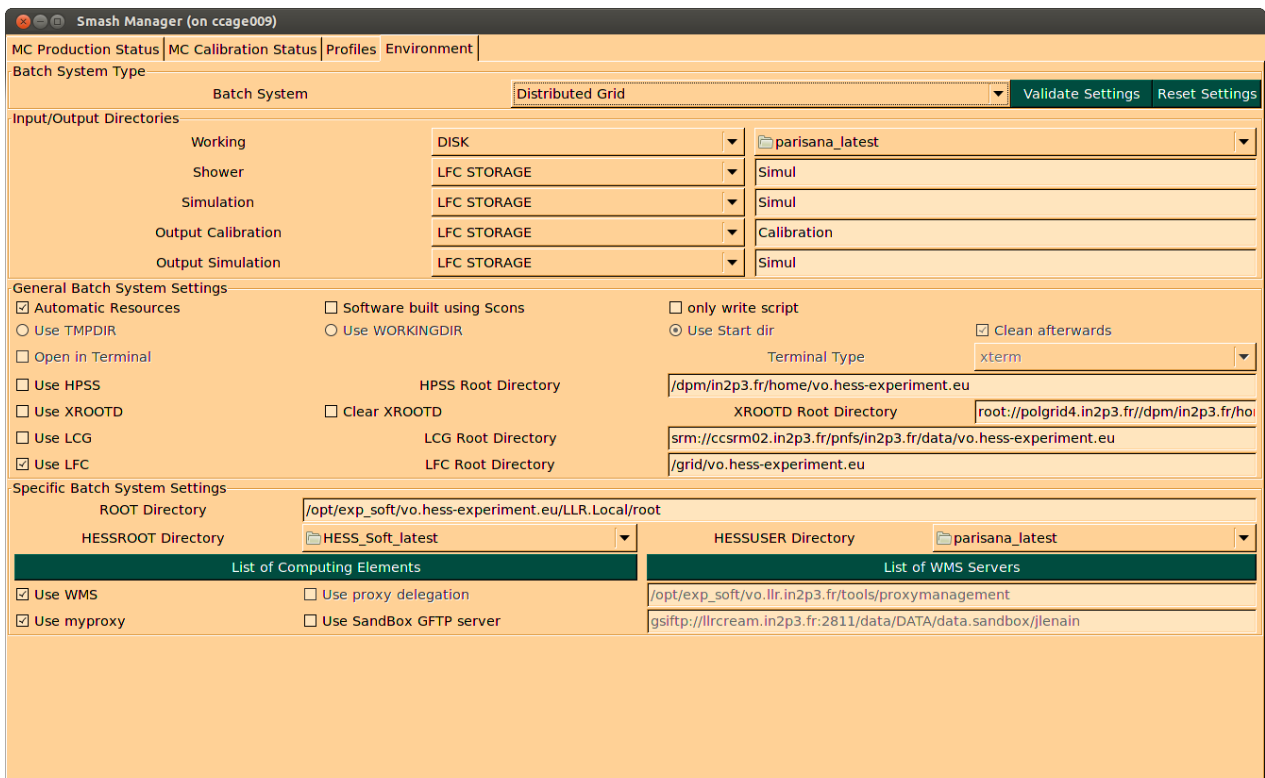 Smash Manager (on ccage009)
MC Production Status MC Calibration Status Profiles Environment
Batch System Type
Batch System Distributed Grid Validate Settings Reset Settings
Input/Output Directories
Working DISK parisana_latest
Shower LFC STORAGE Simul
Simulation LFC STORAGE Simul
Output Calibration LFC STORAGE Calibration
Output Simulation LFC STORAGE Simul
General Batch System Settings
Automatic Resources Software built using Scons only write script
Use TMPDIR Use WORKINGDIR Use Start dir Clean afterwards
Open in Terminal Terminal Type xterm
Use HPSS HPSS Root Directory /dpm/in2p3.fr/home/vo.hess-experiment.eu
Use XROOTD Clear XROOTD XROOTD Root Directory root://polgrid4.in2p3.fr//dpm/in2p3.fr/ho
Use LCG LCG Root Directory srm://ccsrm02.in2p3.fr/pnfs/in2p3.fr/data/vo.hess-experiment.eu
Use LFC LFC Root Directory /grid/vo.hess-experiment.eu
Specific Batch System Settings
ROOT Directory /opt/exp_soft/vo.hess-experiment.eu/LLR.Local/root
HESSROOT Directory HESS_Soft_latest HESSUSER Directory parisana_latest
List of Computing Elements List of WMS Servers
Use WMS Use proxy delegation /opt/exp_soft/vo.llr.in2p3.fr/tools/proxymanagement
Use myproxy Use SandBox GFTP server gsiftp://llrcream.in2p3.fr:2811/data/DATA/data.sandbox/jlenain